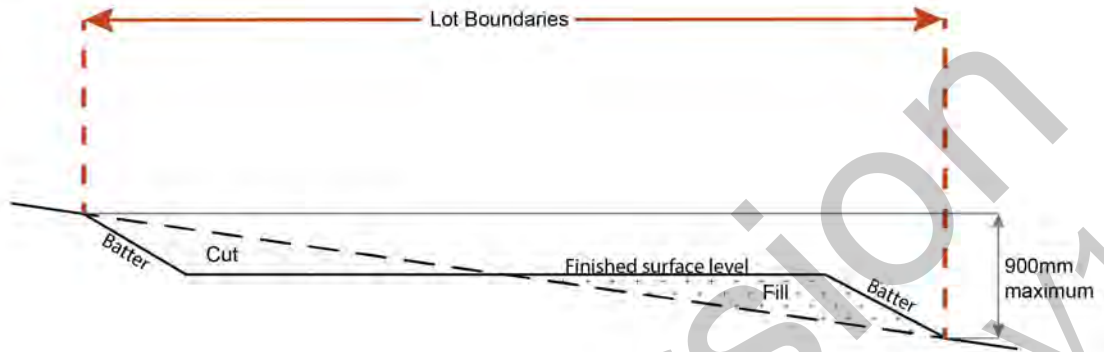 Lot Boundaries
Batter
Cut
Finished surface level
Fill
Batter
900mm
maximum